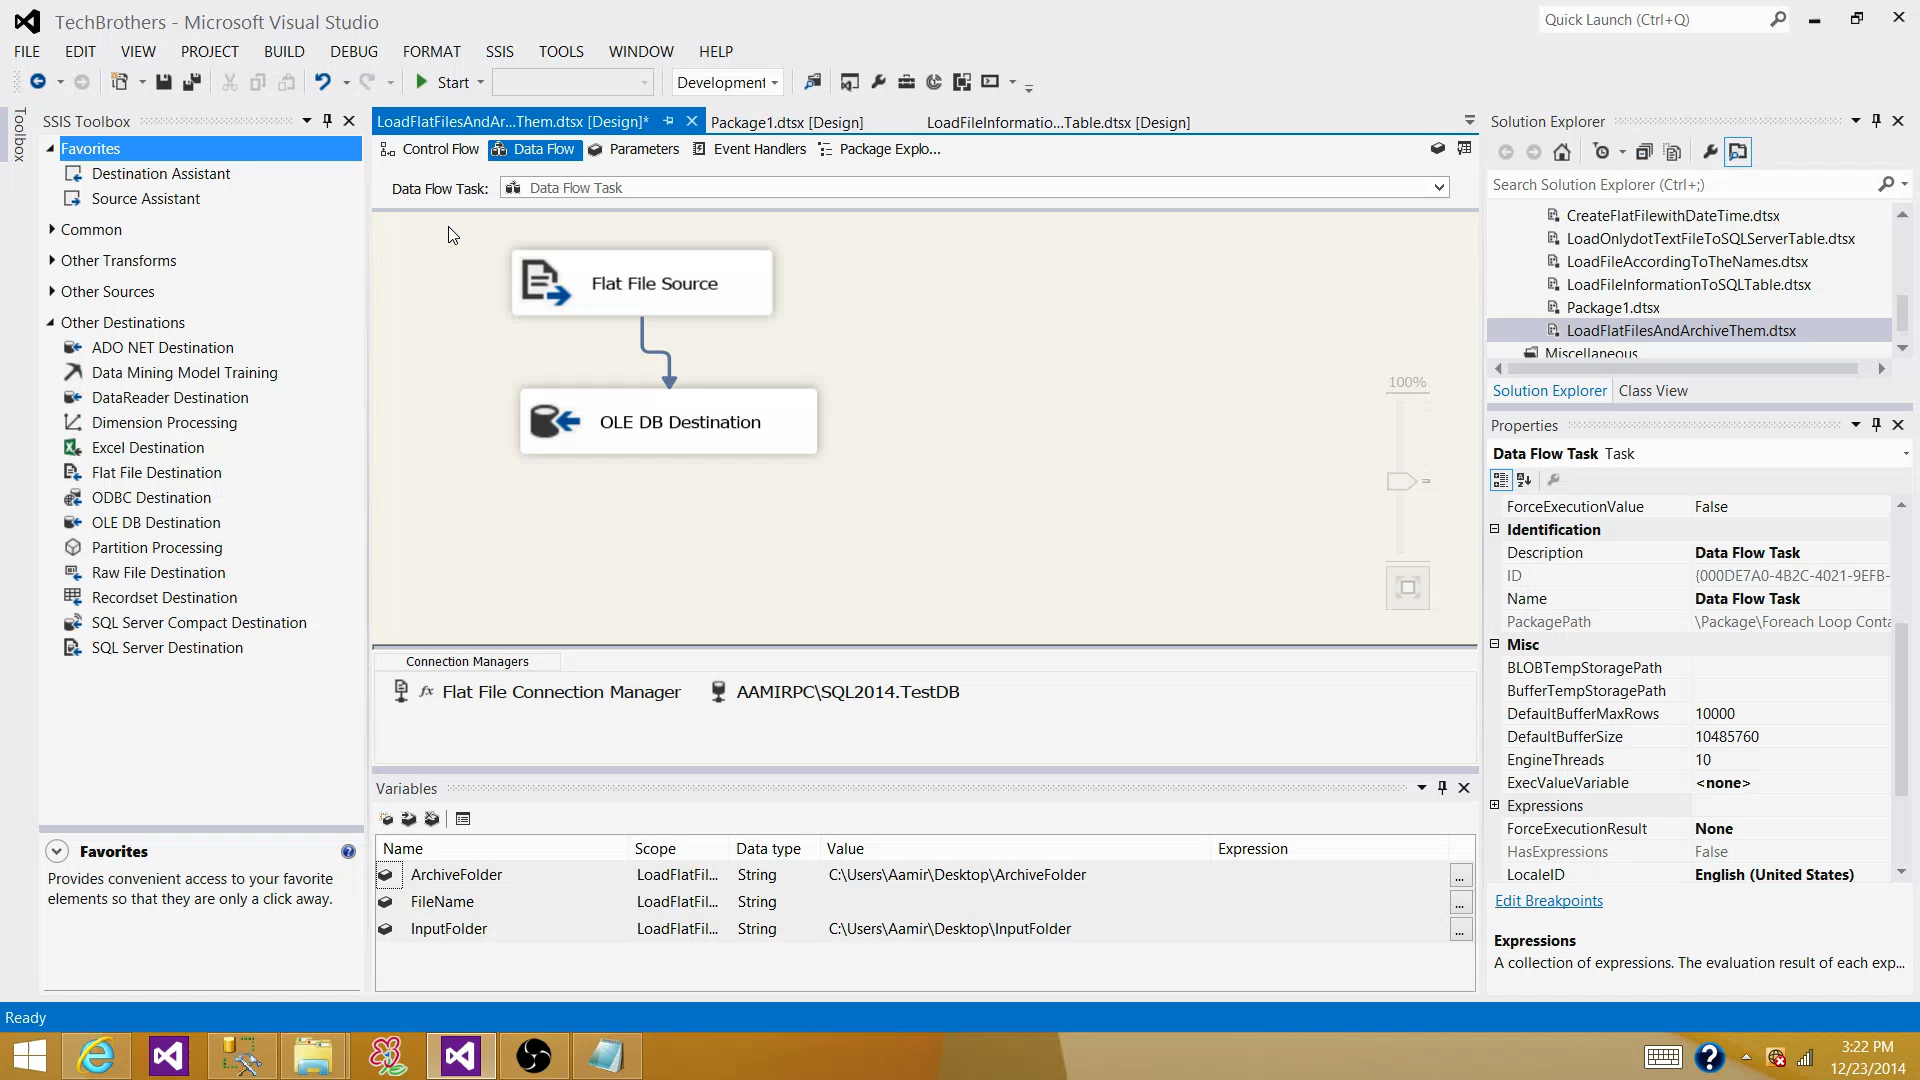 TechBrothers - Microsoft Visual Studio
Quick Launch (Ctrl+Q)
FILE EDIT VIEW PROJECT BUILD DEBUG FORMAT SSIS TOOLS WINDOW HELP
Start
Development
Toolbox
SSIS Toolbox
Favorites
Destination Assistant
Source Assistant
Common
Other Transforms
Other Sources
Other Destinations
ADO NET Destination
Data Mining Model Training
DataReader Destination
Dimension Processing
Excel Destination
Flat File Destination
ODBC Destination
OLE DB Destination
Partition Processing
Raw File Destination
Recordset Destination
SQL Server Compact Destination
SQL Server Destination
Favorites
Provides convenient access to your favorite
elements so that they are only a click away.
LoadFlatFilesAndAr...Them.dtsx [Design]* Package1.dtsx [Design] LoadFileInformatio...Table.dtsx [Design]
Control Flow Data Flow Parameters Event Handlers Package Explo...
Data Flow Task: Data Flow Task
Flat File Source
OLE DB Destination
100%
Connection Managers
fx Flat File Connection Manager AAMIRPC\SQL2014.TestDB
Variables
Name Scope Data type Value Expression
ArchiveFolder LoadFlatFil... String C:\Users\Aamir\Desktop\ArchiveFolder ...
FileName LoadFlatFil... String ...
InputFolder LoadFlatFil... String C:\Users\Aamir\Desktop\InputFolder ...
Solution Explorer
Search Solution Explorer (Ctrl+;)
CreateFlatFilewithDateTime.dtsx
LoadOnlydotTextFileToSQLServerTable.dtsx
LoadFileAccordingToTheNames.dtsx
LoadFileInformationToSQLTable.dtsx
Package1.dtsx
LoadFlatFilesAndArchiveThem.dtsx
Miscellaneous
Solution Explorer Class View
Properties
Data Flow Task Task
ForceExecutionValue False
Identification
Description Data Flow Task
ID {000DE7A0-4B2C-4021-9EFB-
Name Data Flow Task
PackagePath \Package\Foreach Loop Conta
Misc
BLOBTempStoragePath
BufferTempStoragePath
DefaultBufferMaxRows 10000
DefaultBufferSize 10485760
EngineThreads 10
ExecValueVariable <none>
Expressions
ForceExecutionResult None
HasExpressions False
LocaleID English (United States)
Edit Breakpoints
Expressions
A collection of expressions. The evaluation result of each exp...
Ready
3:22 PM
12/23/2014